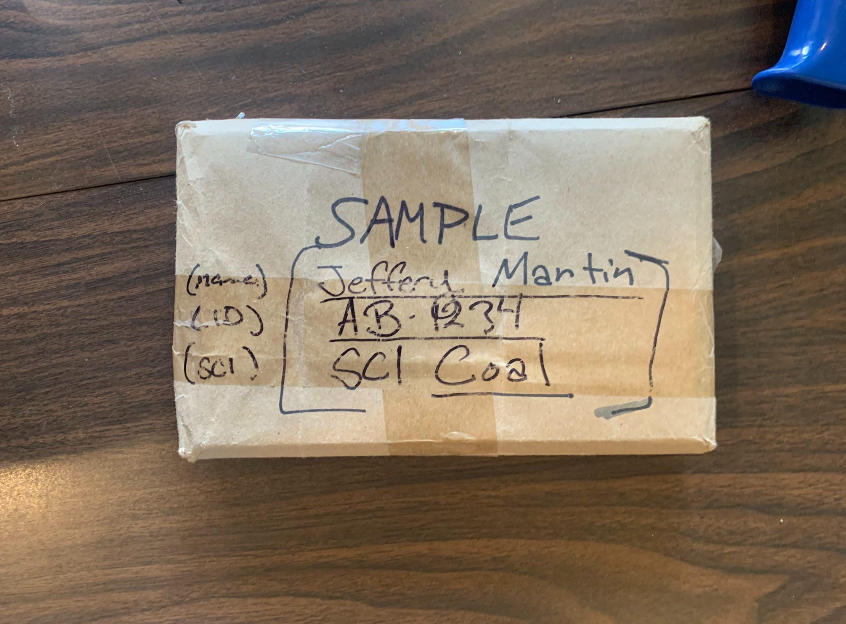 SAMPLE
(name) Jeffery Martin
(ID) AB-1234
(SCI) SCI Coal